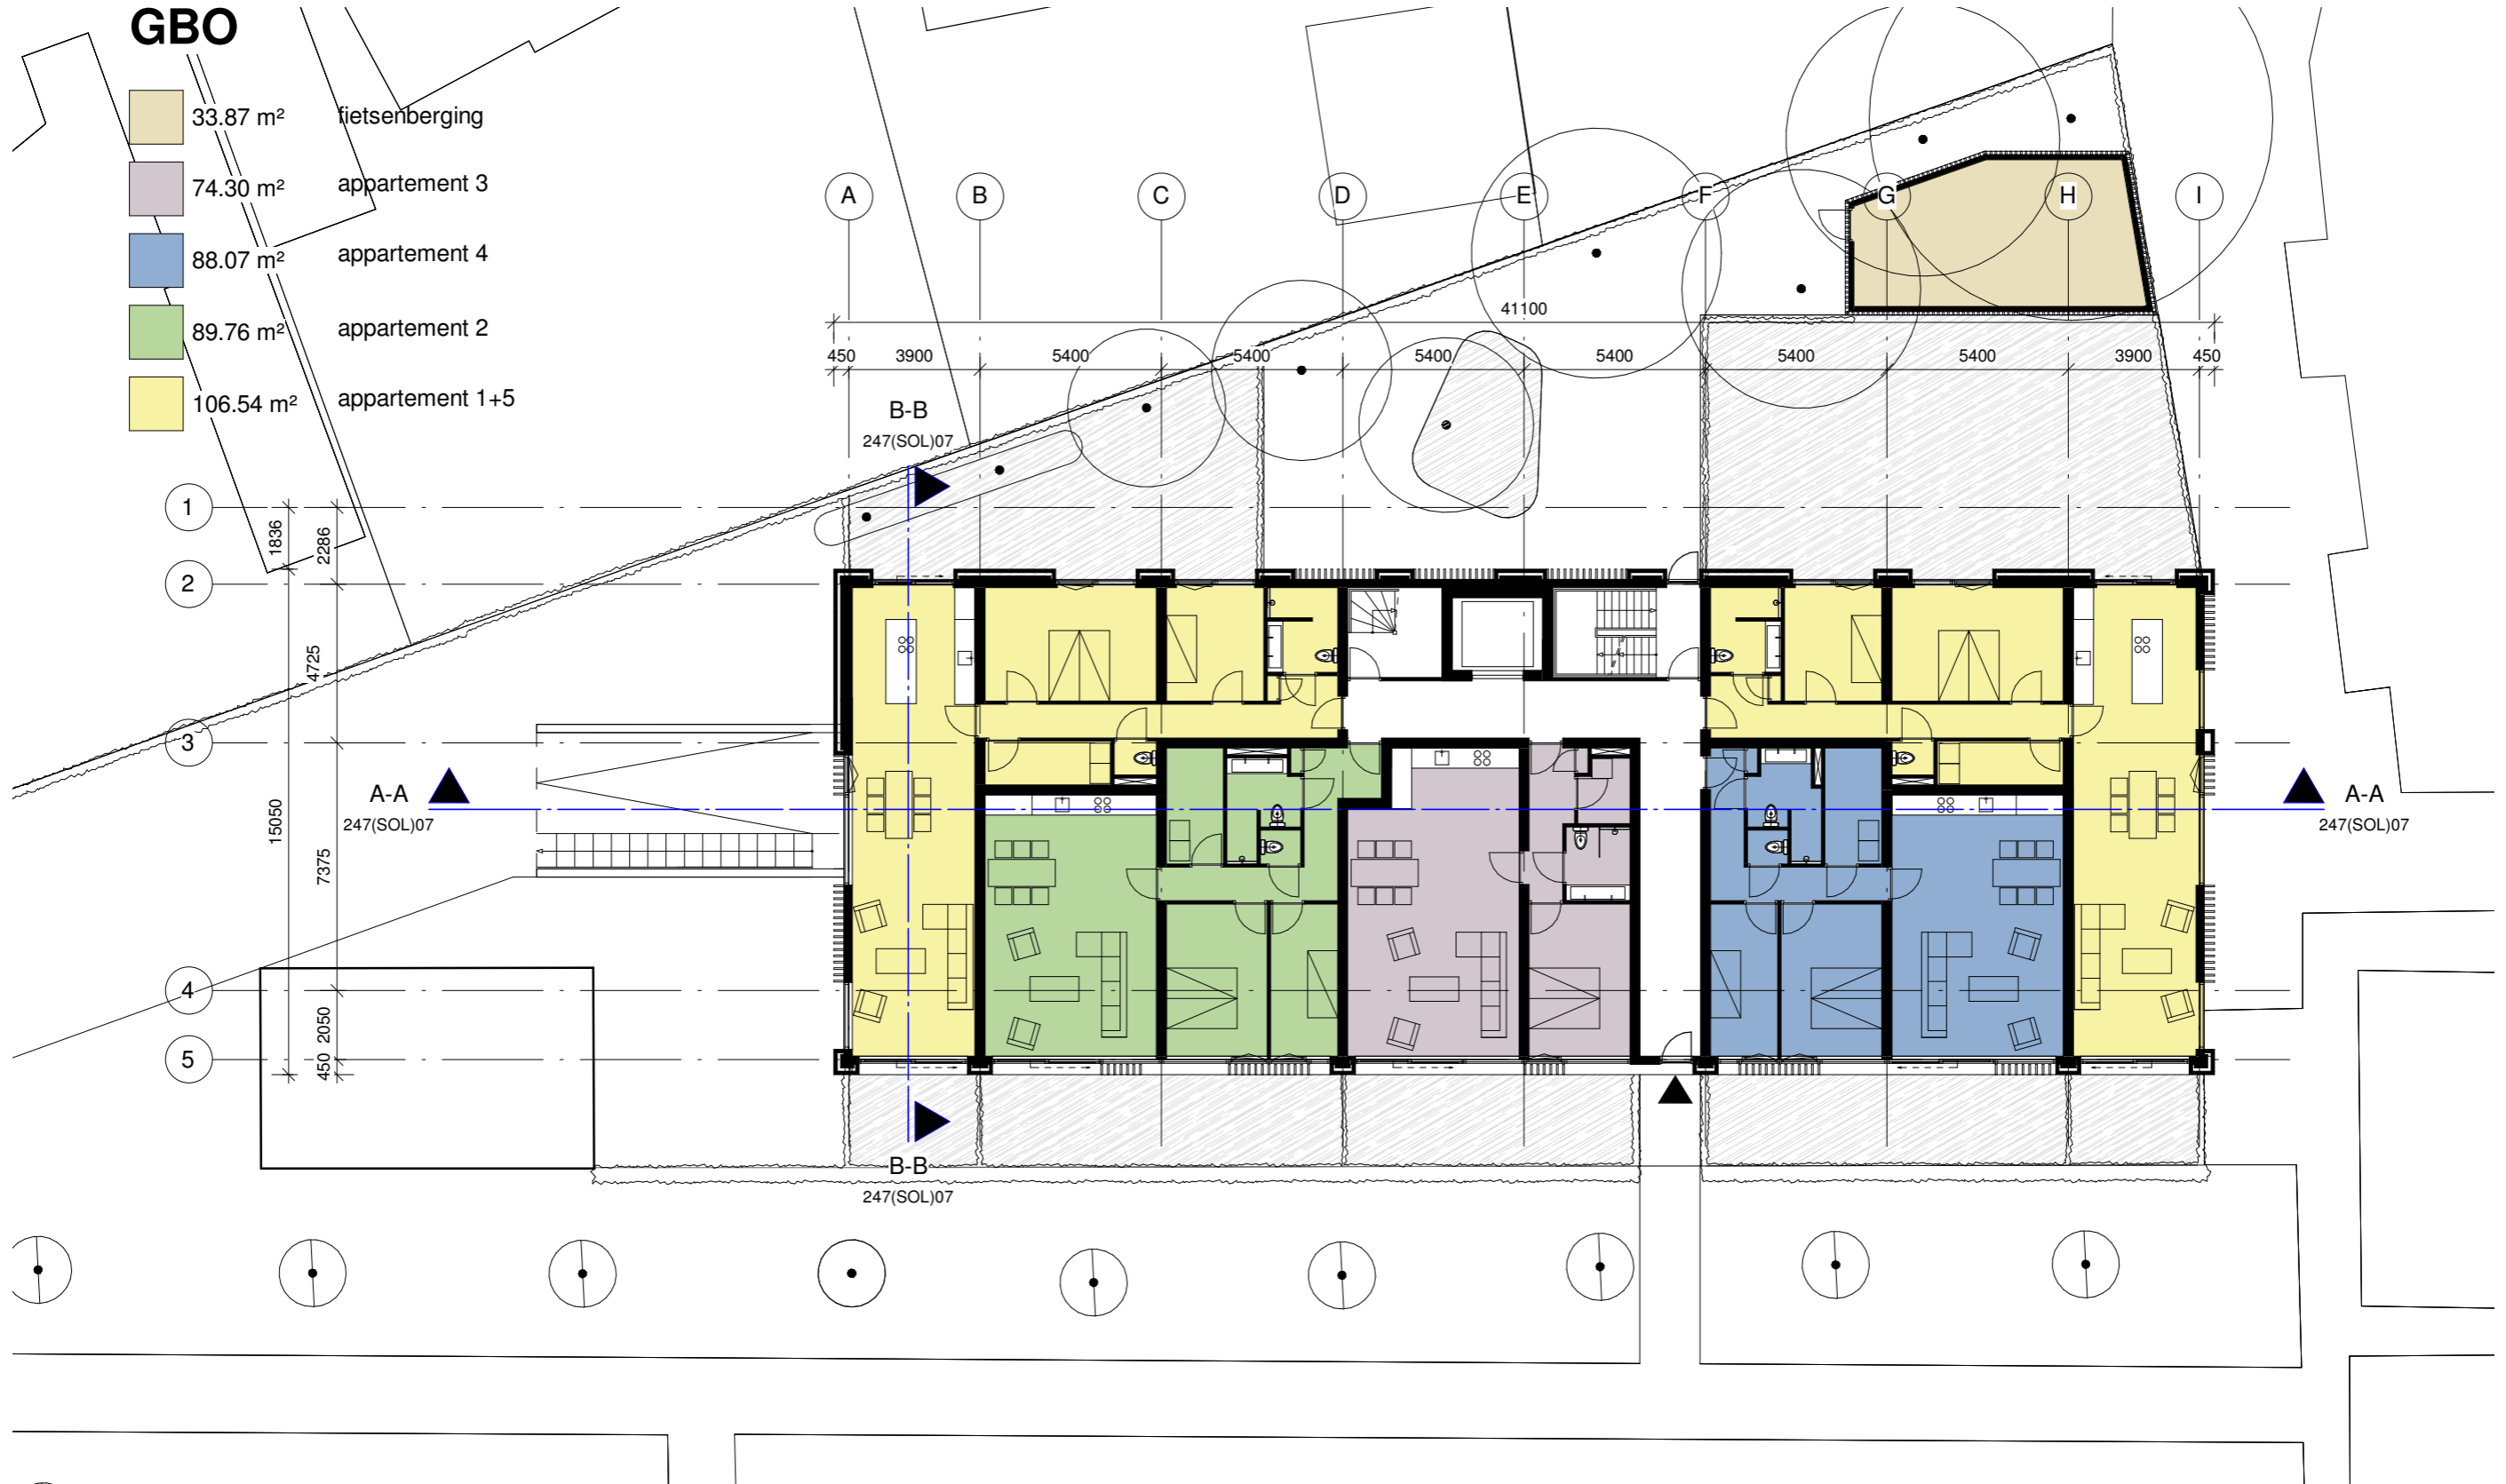 GBO
33.87 m² fietsenberging
74.30 m² appartement 3
88.07 m² appartement 4
89.76 m² appartement 2
106.54 m² appartement 1+5
A B C D E F G H I
41100
450 3900 5400 5400 5400 5400 5400 5400 3900 450
B-B
247(SOL)07
1
1836
2286
2
4725
3
A-A
247(SOL)07
A-A
247(SOL)07
15050
7375
4
2050
5
450
B-B
247(SOL)07